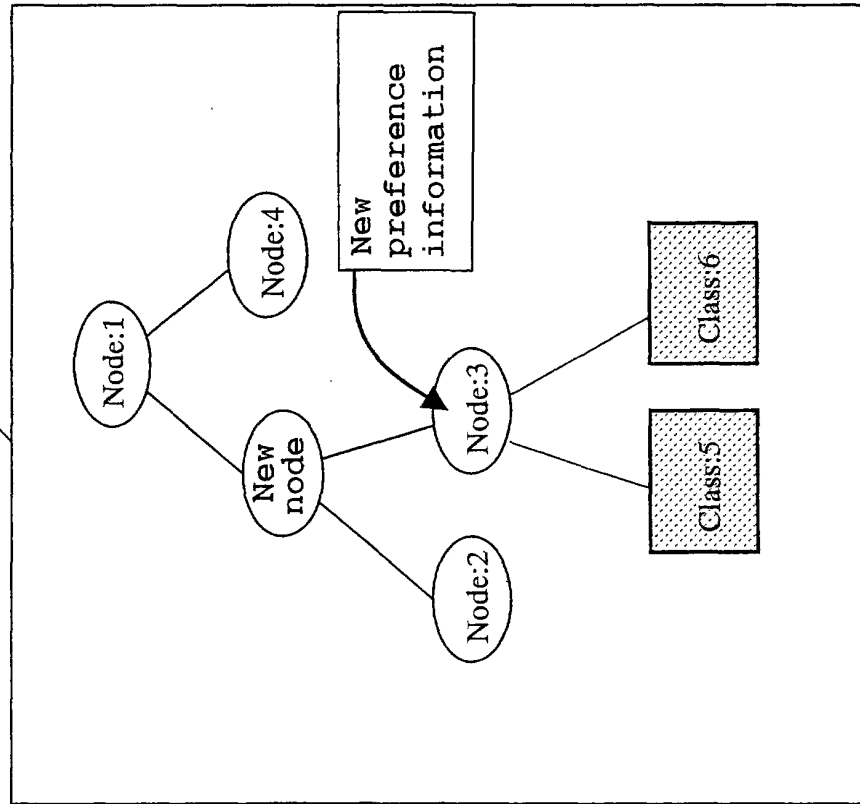 Node:1
Node:4
New
node
New
preference
information
Node:2
Node:3
Class:5
Class:6